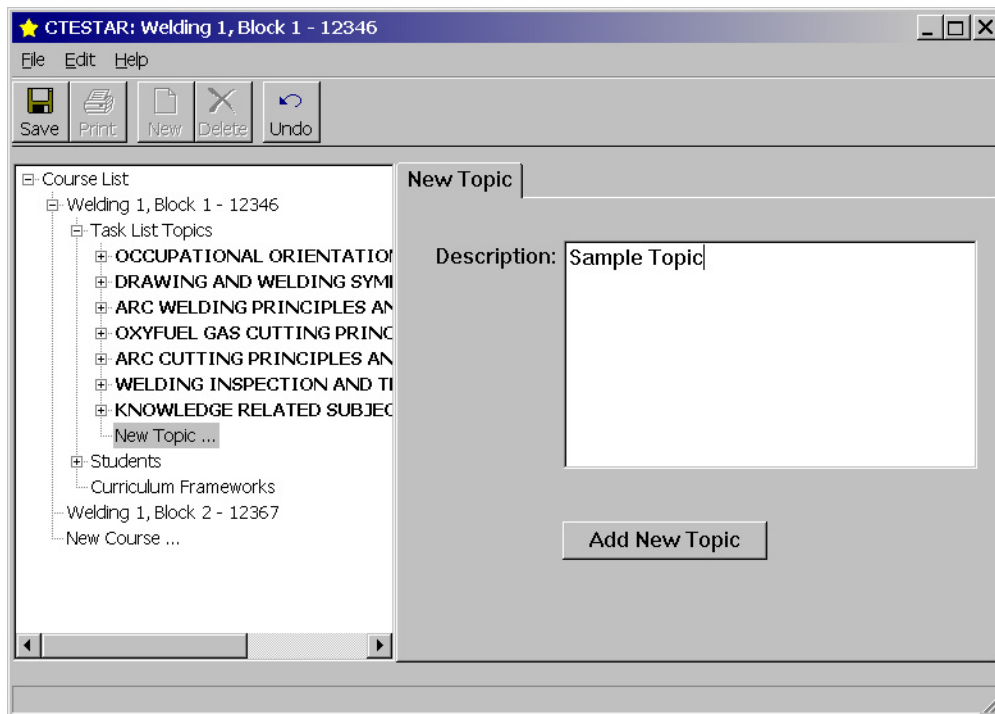 CTESTAR: Welding 1, Block 1 - 12346
File Edit Help
Save Print New Delete Undo
Course List
Welding 1, Block 1 - 12346
Task List Topics
OCCUPATIONAL ORIENTATION
DRAWING AND WELDING SYM
ARC WELDING PRINCIPLES AN
OXYFUEL GAS CUTTING PRINC
ARC CUTTING PRINCIPLES AN
WELDING INSPECTION AND T
KNOWLEDGE RELATED SUBJEC
New Topic ...
Students
Curriculum Frameworks
Welding 1, Block 2 - 12367
New Course ...
New Topic
Description: Sample Topic
Add New Topic